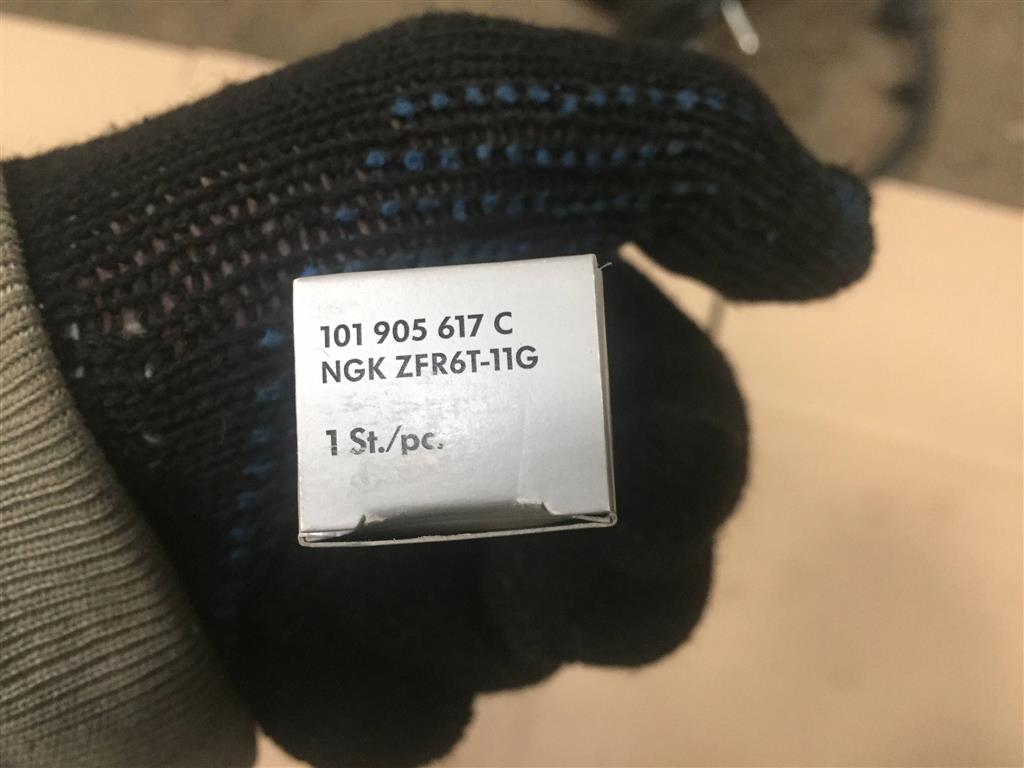 101 905 617 C
NGK ZFR6T-11G
1 St./pc.